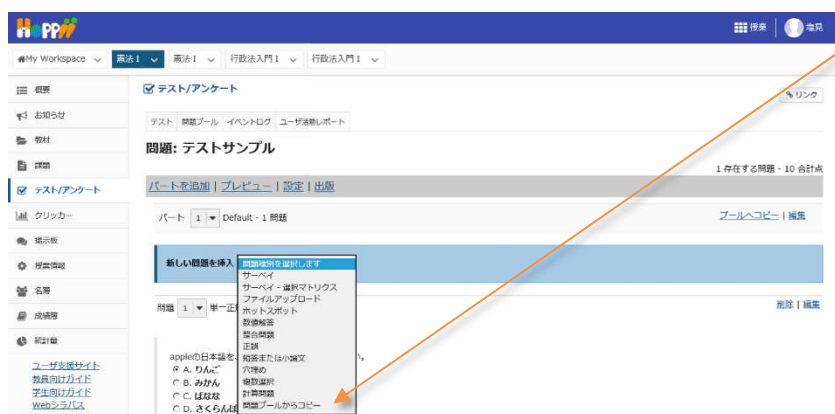 HoPPii
授業 塩見
My Workspace 憲法Ⅰ 憲法Ⅰ 行政法入門Ⅰ 行政法入門Ⅰ
概要
テスト/アンケート
リンク
お知らせ
テスト 問題プール イベントログ ユーザ活動レポート
教材
問題: テストサンプル
課題
1 存在する問題 - 10 合計点
テスト/アンケート
パートを追加 | プレビュー | 設定 | 出版
クリッカー
パート 1 Default - 1 問題
プールへコピー | 編集
掲示板
授業情報
新しい問題を挿入 問題種別を選択します
サーベイ
サーベイ - 選択マトリクス
名簿
ファイルアップロード
問題 1 単一正
ホットスポット
削除 | 編集
成績簿
数値解答
整合問題
統計量
正誤
appleの日本語を
短答または小論文
い。
ユーザ支援サイト
A. りんご
穴埋め
教員向けガイド
B. みかん
複数選択
学生向けガイド
C. ばなな
計算問題
Webシラバス
D. さくらんぼ
問題プールからコピー